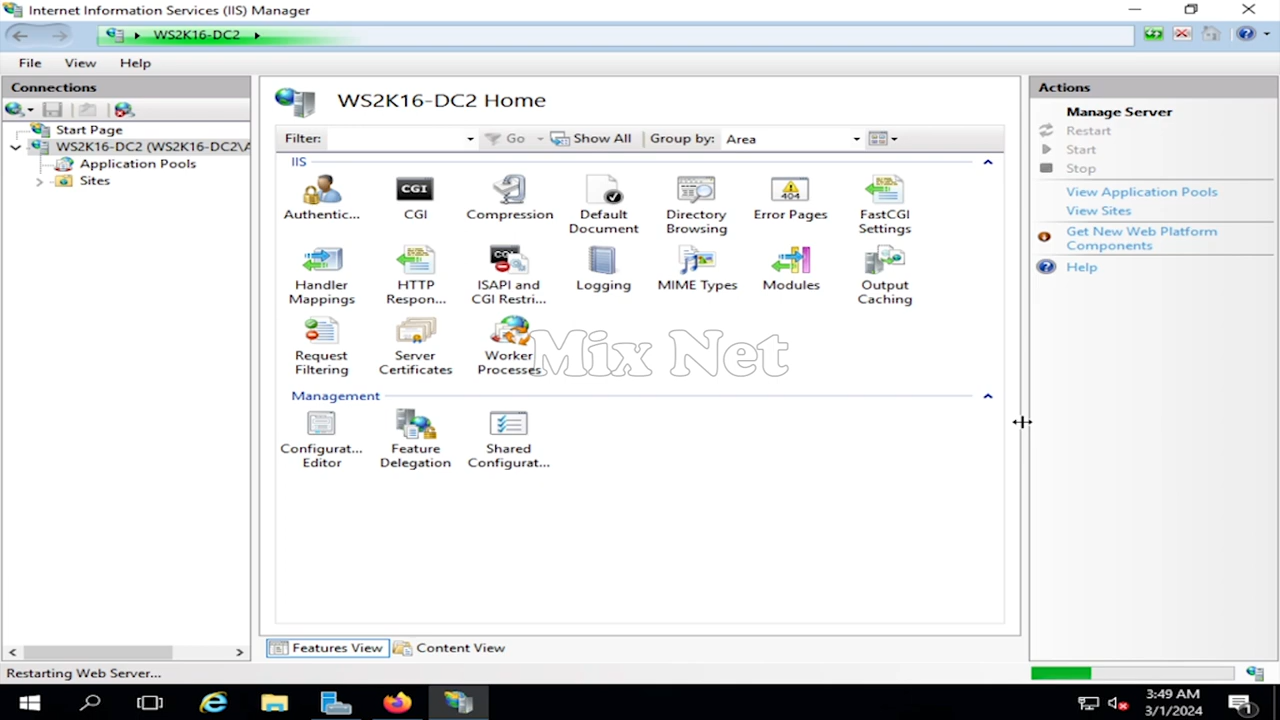 Internet Information Services (IIS) Manager
WS2K16-DC2
File View Help
Connections
Start Page
WS2K16-DC2 (WS2K16-DC2\A
Application Pools
Sites
WS2K16-DC2 Home
Filter: Go Show All Group by: Area
IIS
Authentic...
CGI
Compression
Default
Document
Directory
Browsing
Error Pages
FastCGI
Settings
Handler
Mappings
HTTP
Respon...
ISAPI and
CGI Restri...
Logging
MIME Types
Modules
Output
Caching
Request
Filtering
Server
Certificates
Worker
Processes
Mix Net
Management
Configurat...
Editor
Feature
Delegation
Shared
Configurat...
Features View Content View
Actions
Manage Server
Restart
Start
Stop
View Application Pools
View Sites
Get New Web Platform
Components
Help
Restarting Web Server...
3:49 AM
3/1/2024